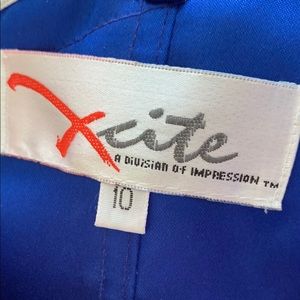 Xcite
A DIVISION OF IMPRESSION ™
10